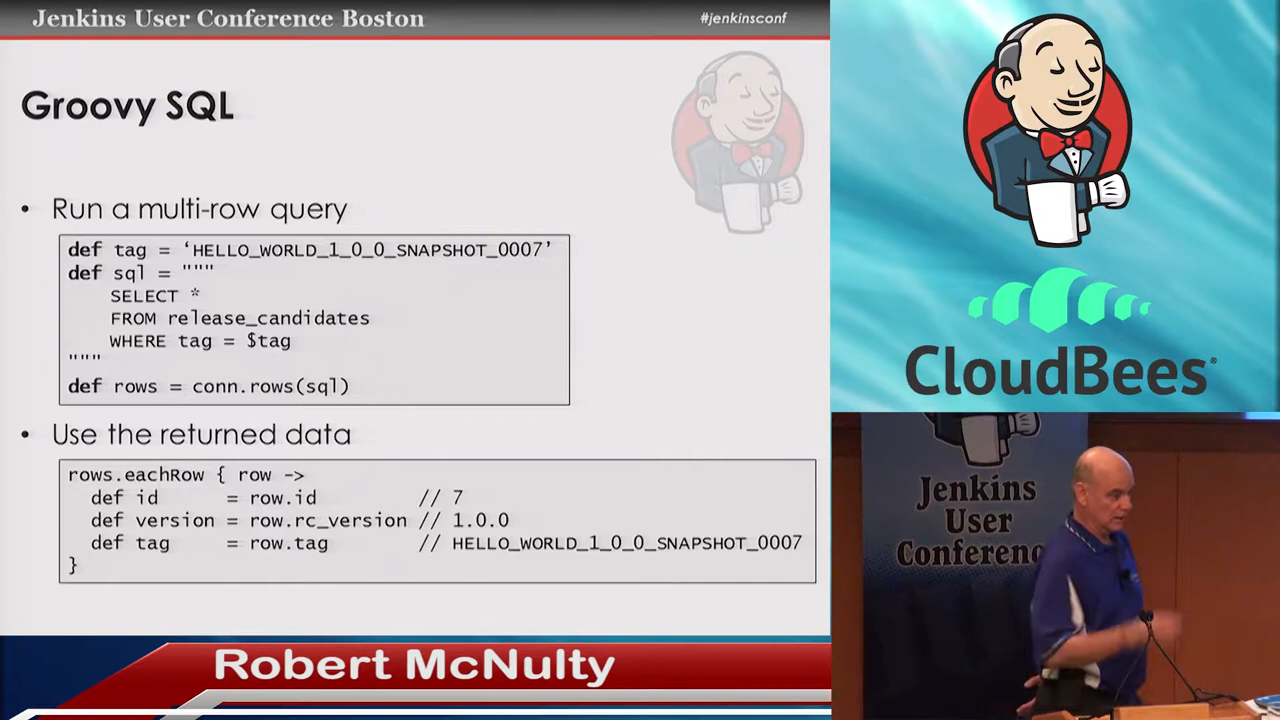 Jenkins User Conference Boston
#jenkinsconf
Groovy SQL
• Run a multi-row query
def tag = ‘HELLO_WORLD_1_0_0_SNAPSHOT_0007’
def sql = """
SELECT *
FROM release_candidates
WHERE tag = $tag
"""
def rows = conn.rows(sql)
• Use the returned data
rows.eachRow { row ->
def id = row.id // 7
def version = row.rc_version // 1.0.0
def tag = row.tag // HELLO_WORLD_1_0_0_SNAPSHOT_0007
}
Robert McNulty
CloudBees
Jenkins
User
Conferenc